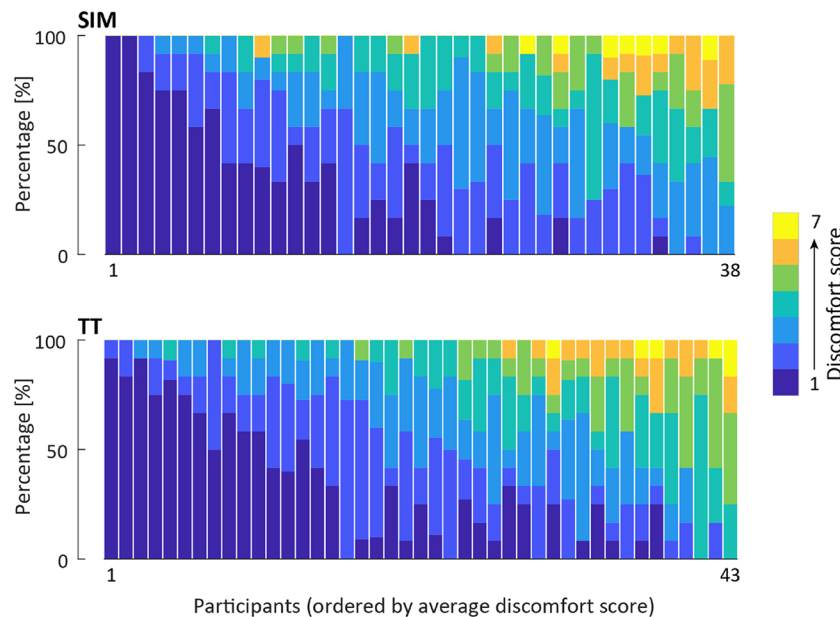 SIM
100
50
0
Percentage [%]
1
38
TT
100
50
0
Percentage [%]
1
43
Participants (ordered by average discomfort score)
7
1
Discomfort score